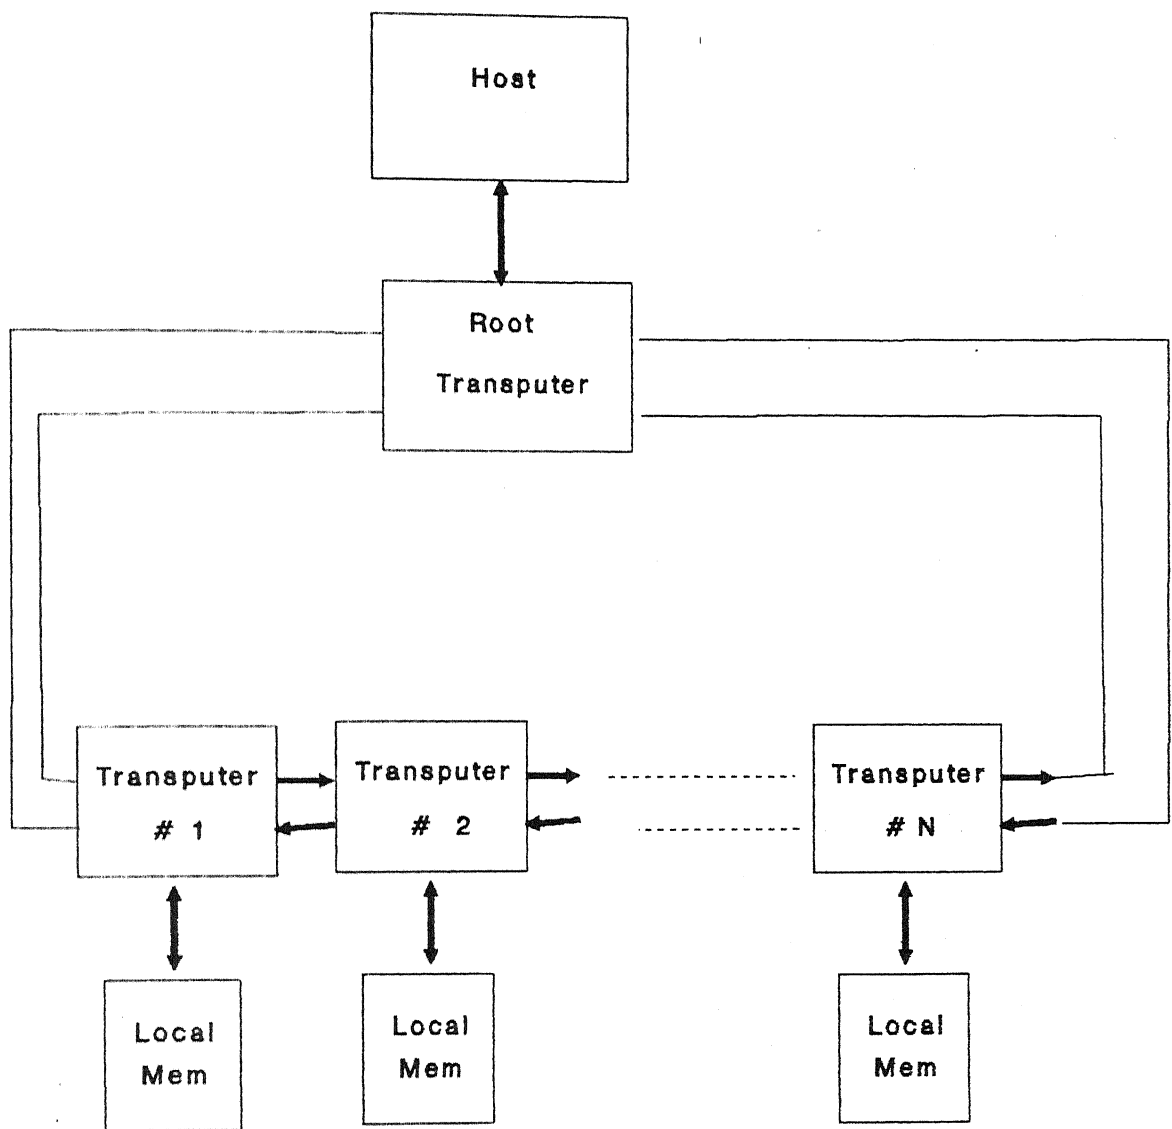 Host
Root
Transputer
Transputer
# 1
Transputer
# 2
Transputer
# N
Local
Mem
Local
Mem
Local
Mem